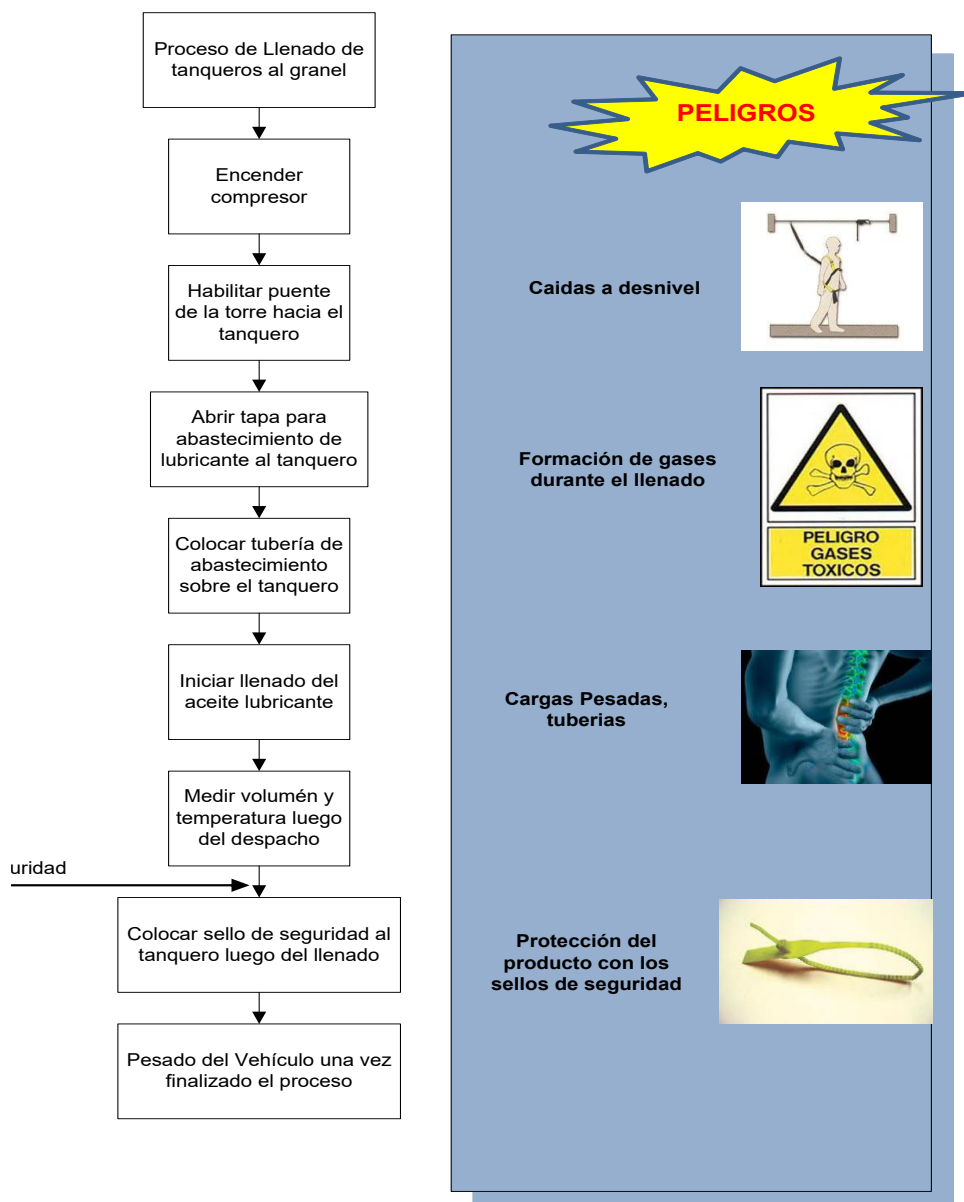 Proceso de Llenado de
tanqueros al granel
Encender
compresor
Habilitar puente
de la torre hacia el
tanquero
Abrir tapa para
abastecimiento de
lubricante al tanquero
Colocar tubería de
abastecimiento
sobre el tanquero
Iniciar llenado del
aceite lubricante
Medir volumén y
temperatura luego
del despacho
uridad
Colocar sello de seguridad al
tanquero luego del llenado
Pesado del Vehículo una vez
finalizado el proceso
PELIGROS
Caidas a desnivel
Formación de gases
durante el llenado
PELIGRO
GASES
TOXICOS
Cargas Pesadas,
tuberias
Protección del
producto con los
sellos de seguridad